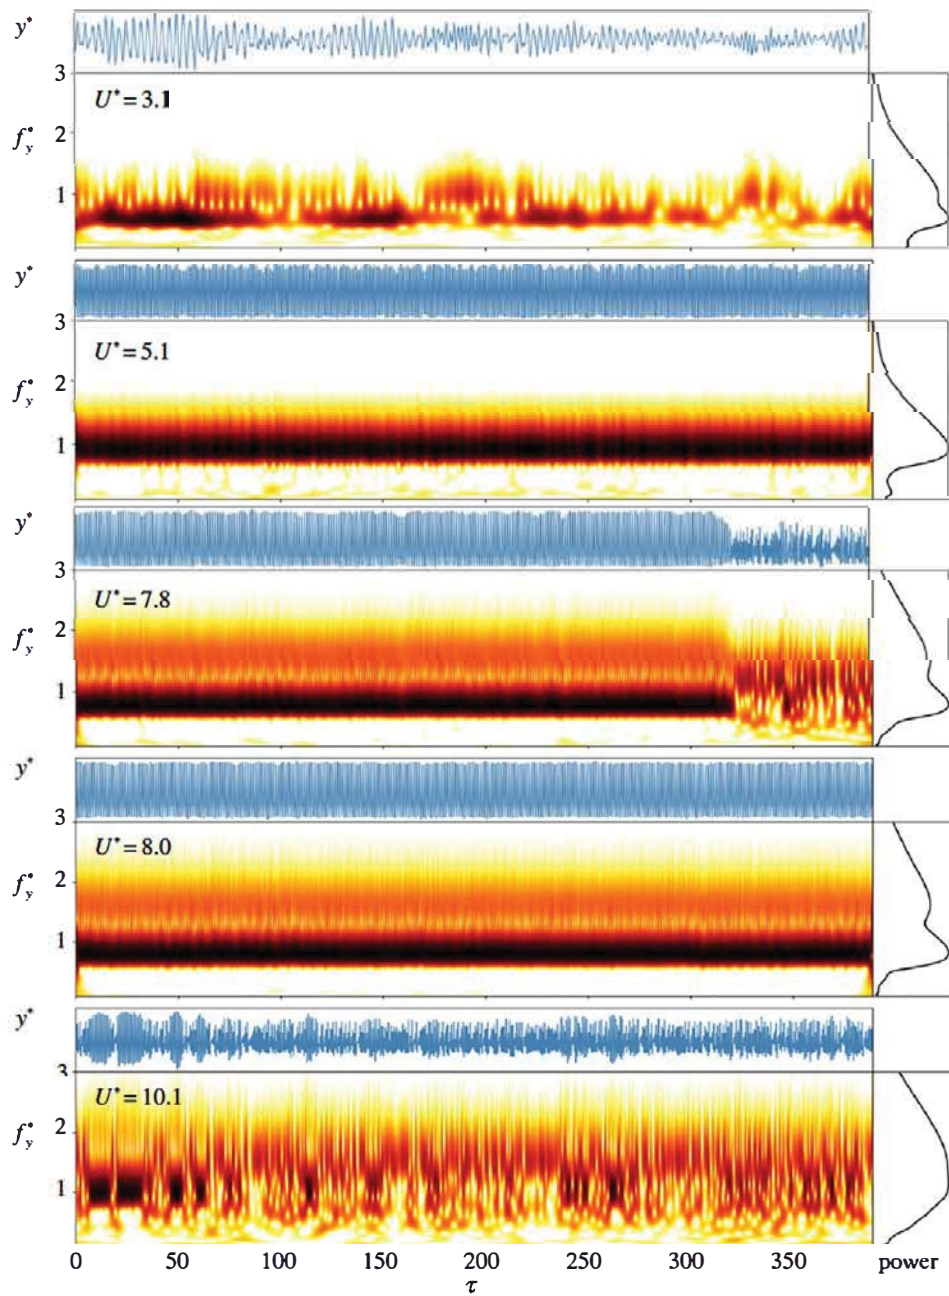 y*
3
U* = 3.1
2
f*y
1
y*
3
U* = 5.1
2
f*y
1
y*
3
U* = 7.8
2
f*y
1
y*
3
U* = 8.0
2
f*y
1
y*
3
U* = 10.1
2
f*y
1
0 50 100 150 200 250 300 350 power
τ